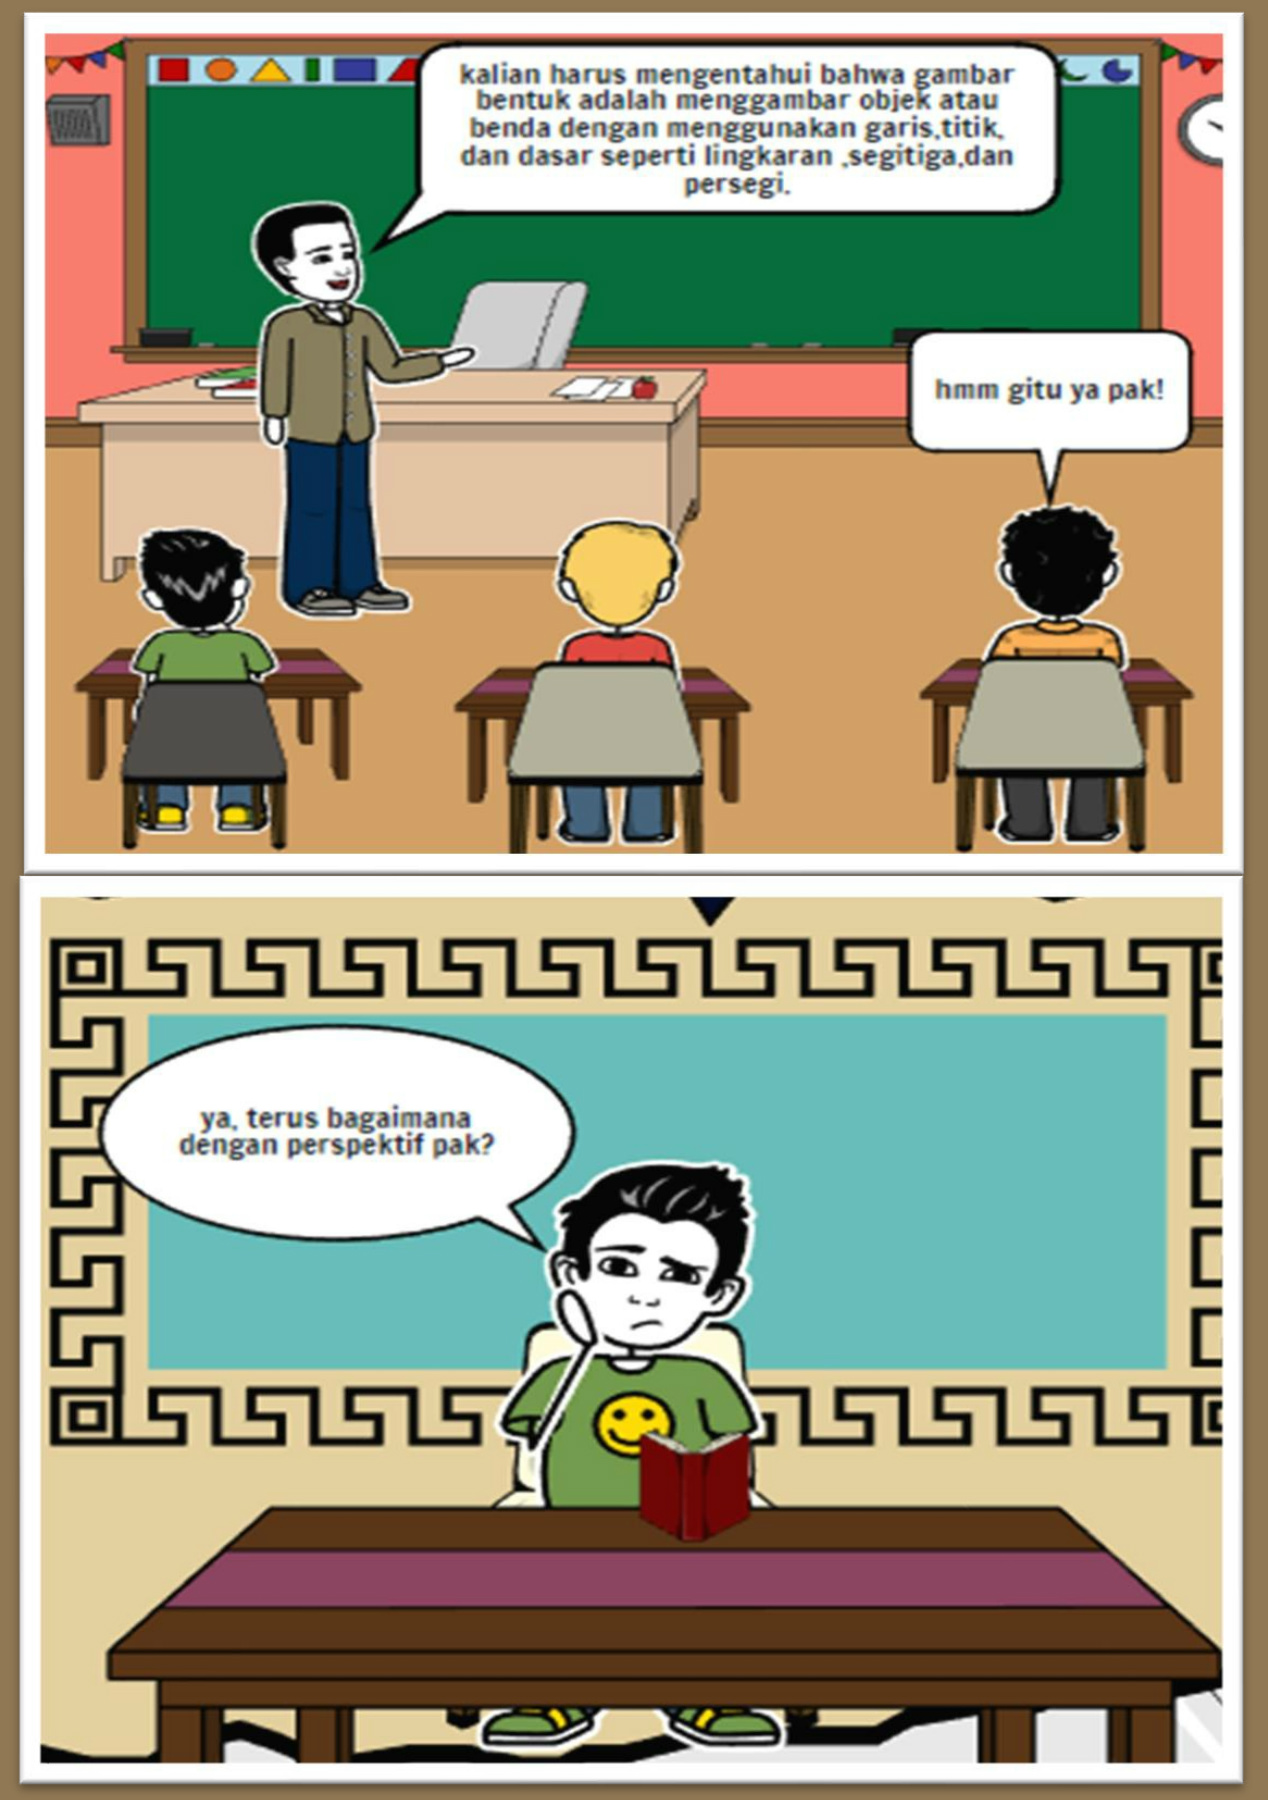 kalian harus mengentahui bahwa gambar
bentuk adalah menggambar objek atau
benda dengan menggunakan garis,titik,
dan dasar seperti lingkaran ,segitiga,dan
persegi.
hmm gitu ya pak!
ya, terus bagaimana
dengan perspektif pak?